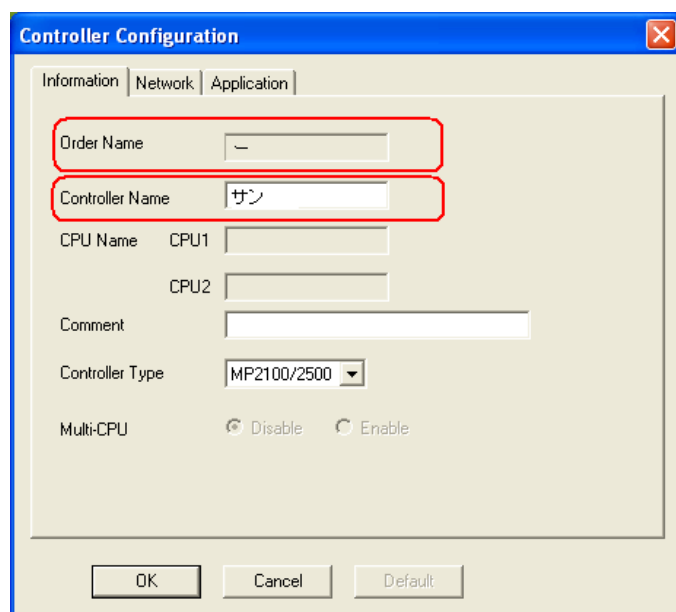 Controller Configuration
Information Network Application
Order Name
Controller Name サン
CPU Name CPU1
CPU2
Comment
Controller Type MP2100/2500
Multi-CPU Disable Enable
OK Cancel Default